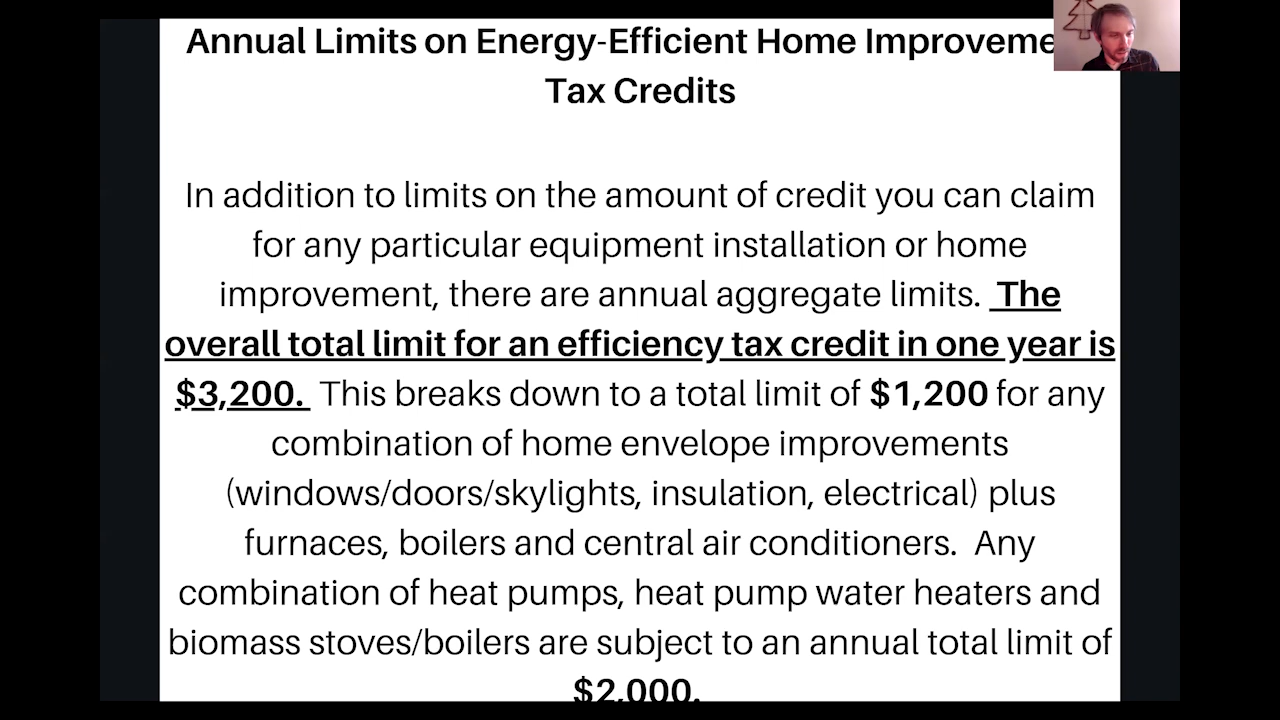 Annual Limits on Energy-Efficient Home Improveme
Tax Credits
In addition to limits on the amount of credit you can claim
for any particular equipment installation or home
improvement, there are annual aggregate limits. The
overall total limit for an efficiency tax credit in one year is
$3,200. This breaks down to a total limit of $1,200 for any
combination of home envelope improvements
(windows/doors/skylights, insulation, electrical) plus
furnaces, boilers and central air conditioners. Any
combination of heat pumps, heat pump water heaters and
biomass stoves/boilers are subject to an annual total limit of
$2,000.